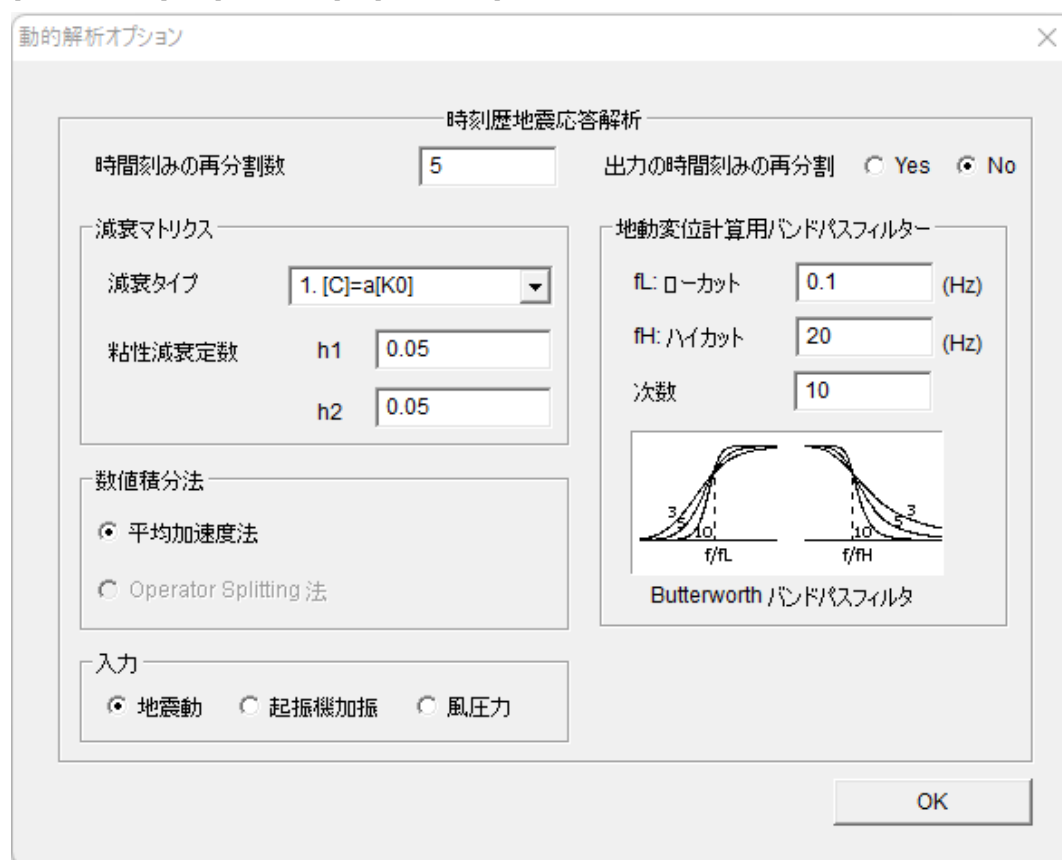 動的解析オプション
時刻歴地震応答解析
時間刻みの再分割数 5
出力の時間刻みの再分割 Yes No
減衰マトリクス
減衰タイプ 1. [C]=a[K0]
粘性減衰定数 h1 0.05
h2 0.05
地動変位計算用バンドパスフィルター
fL: ローカット 0.1 (Hz)
fH: ハイカット 20 (Hz)
次数 10
3 5 10 f/fL
3 5 10 f/fH
Butterworth バンドパスフィルタ
数値積分法
平均加速度法
Operator Splitting 法
入力
地震動 起振機加振 風圧力
OK